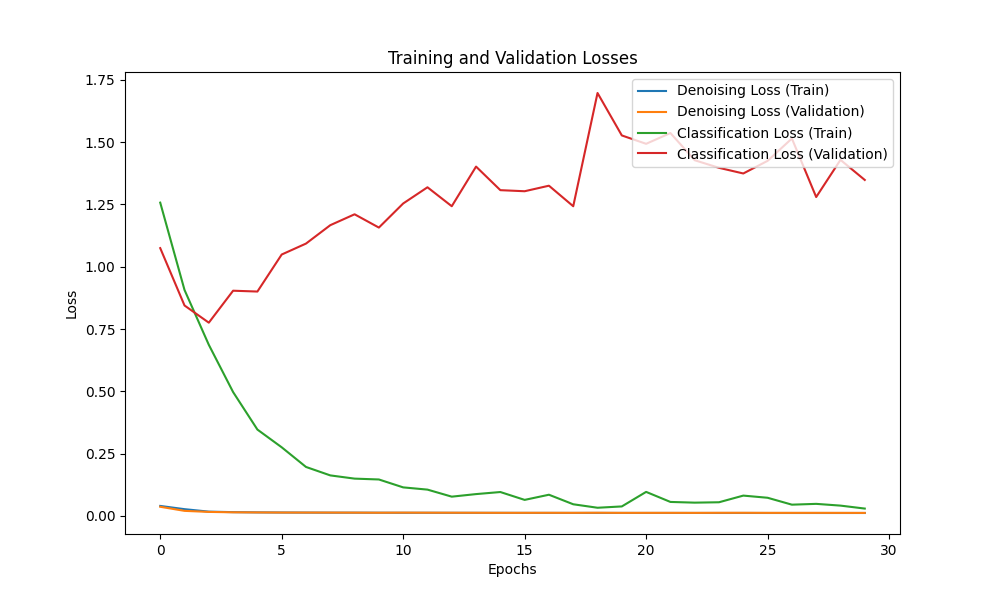 Training and Validation Losses
1.75
1.50
1.25
1.00
0.75
0.50
0.25
0.00
Loss
Denoising Loss (Train)
Denoising Loss (Validation)
Classification Loss (Train)
Classification Loss (Validation)
0 5 10 15 20 25 30
Epochs